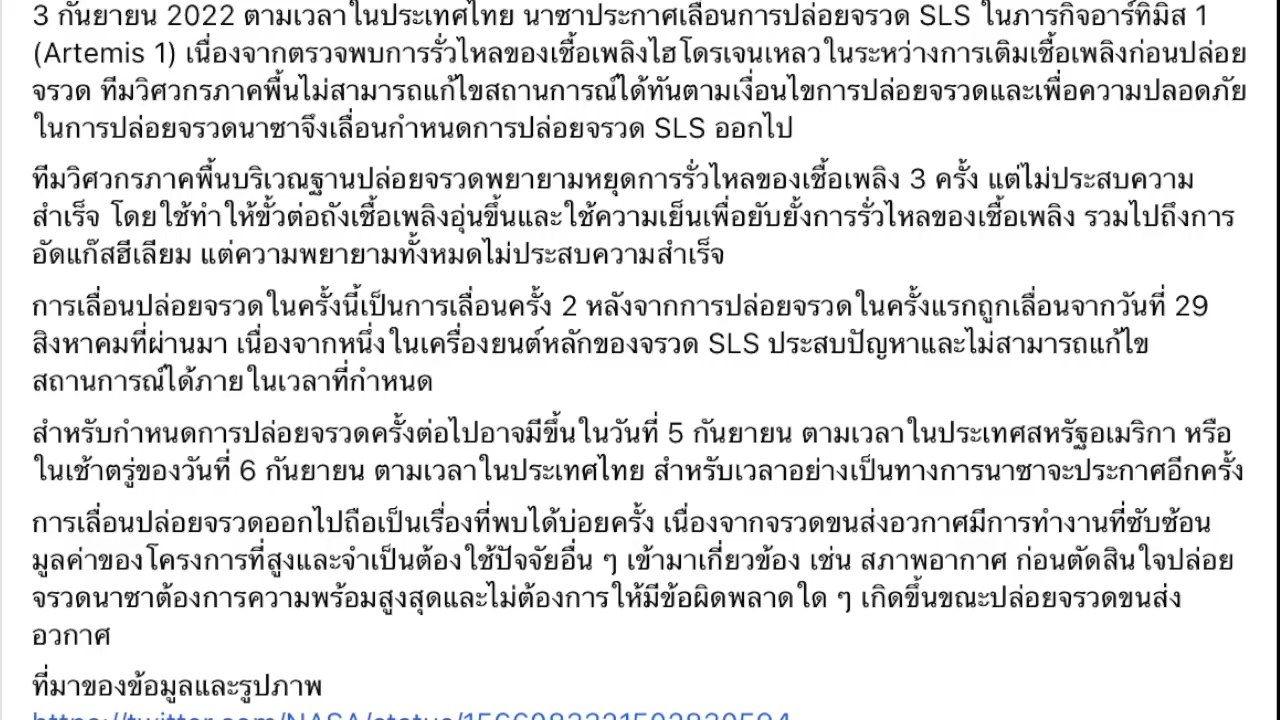 3 กันยายน 2022 ตามเวลาในประเทศไทย นาซาประกาศเลื่อนการปล่อยจรวด SLS ในภารกิจอาร์ทิมิส 1
(Artemis 1) เนื่องจากตรวจพบการรั่วไหลของเชื้อเพลิงไฮโดรเจนเหลวในระหว่างการเติมเชื้อเพลิงก่อนปล่อย
จรวด ทีมวิศวกรภาคพื้นไม่สามารถแก้ไขสถานการณ์ได้ทันตามเงื่อนไขการปล่อยจรวดและเพื่อความปลอดภัย
ในการปล่อยจรวดนาซาจึงเลื่อนกำหนดการปล่อยจรวด SLS ออกไป
ทีมวิศวกรภาคพื้นบริเวณฐานปล่อยจรวดพยายามหยุดการรั่วไหลของเชื้อเพลิง 3 ครั้ง แต่ไม่ประสบความ
สำเร็จ โดยใช้ทำให้ขั้วต่อถังเชื้อเพลิงอุ่นขึ้นและใช้ความเย็นเพื่อยับยั้งการรั่วไหลของเชื้อเพลิง รวมไปถึงการ
อัดแก๊สฮีเลียม แต่ความพยายามทั้งหมดไม่ประสบความสำเร็จ
การเลื่อนปล่อยจรวดในครั้งนี้เป็นการเลื่อนครั้ง 2 หลังจากการปล่อยจรวดในครั้งแรกถูกเลื่อนจากวันที่ 29
สิงหาคมที่ผ่านมา เนื่องจากหนึ่งในเครื่องยนต์หลักของจรวด SLS ประสบปัญหาและไม่สามารถแก้ไข
สถานการณ์ได้ภายในเวลาที่กำหนด
สำหรับกำหนดการปล่อยจรวดครั้งต่อไปอาจมีขึ้นในวันที่ 5 กันยายน ตามเวลาในประเทศสหรัฐอเมริกา หรือ
ในเช้าตรู่ของวันที่ 6 กันยายน ตามเวลาในประเทศไทย สำหรับเวลาอย่างเป็นทางการนาซาจะประกาศอีกครั้ง
การเลื่อนปล่อยจรวดออกไปถือเป็นเรื่องที่พบได้บ่อยครั้ง เนื่องจากจรวดขนส่งอวกาศมีการทำงานที่ซับซ้อน
มูลค่าของโครงการที่สูงและจำเป็นต้องใช้ปัจจัยอื่น ๆ เข้ามาเกี่ยวข้อง เช่น สภาพอากาศ ก่อนตัดสินใจปล่อย
จรวดนาซาต้องการความพร้อมสูงสุดและไม่ต้องการให้มีข้อผิดพลาดใด ๆ เกิดขึ้นขณะปล่อยจรวดขนส่ง
อวกาศ
ที่มาของข้อมูลและรูปภาพ